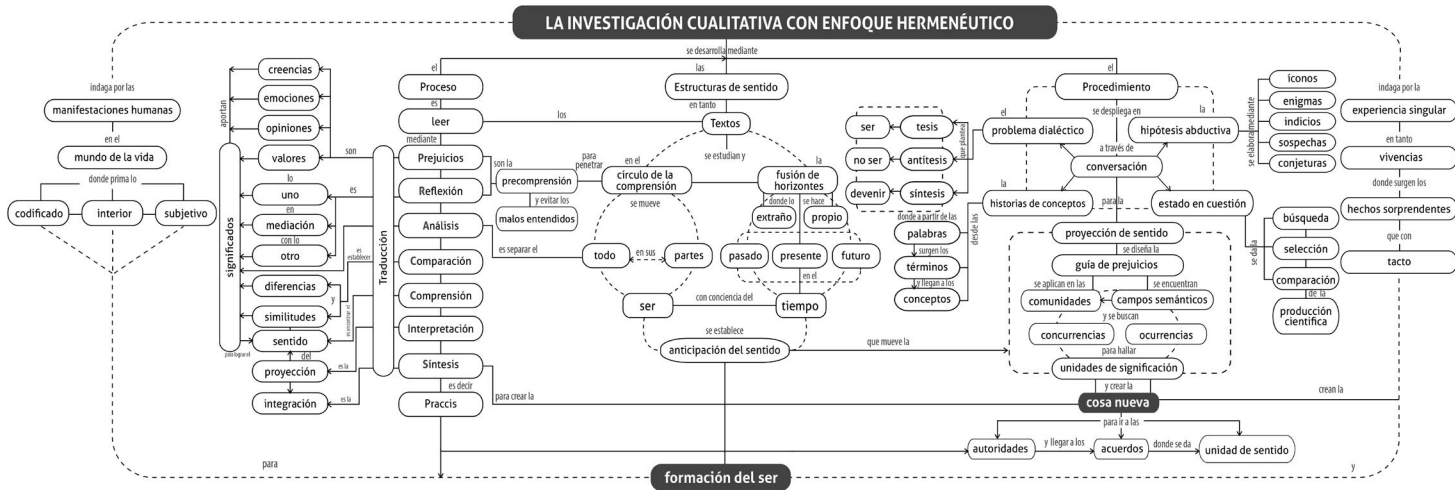 LA INVESTIGACIÓN CUALITATIVA CON ENFOQUE HERMENÉUTICO
se desarrolla mediante
el
las
el
indaga por las
manifestaciones humanas
en el
mundo de la vida
donde prima lo
codificado
interior
subjetivo
aportan
significados
creencias
emociones
opiniones
valores
son
lo
uno
es
en
mediación
con lo
otro
es
establecer
diferencias
y
similitudes
es encontrar el
para lograr el
sentido
del
proyección
es la
integración
es la
Traducción
Proceso
es
leer
los
mediante
Prejuicios
Reflexión
Análisis
Comparación
Comprensión
Interpretación
Síntesis
es decir
Praccis
son la
precomprensión
y evitar los
malos entendidos
para
penetrar
es separar el
Estructuras de sentido
en tanto
Textos
se estudian y
en el
la
círculo de la
comprensión
se mueve
fusión de
horizontes
donde lo
se hace
extraño
propio
todo
en sus
partes
pasado
presente
futuro
en el
ser
con conciencia del
tiempo
se establece
anticipación del sentido
que mueve la
para crear la
Procedimiento
se despliega en
el
la
ser
tesis
no ser
antítesis
devenir
síntesis
que plantea
problema dialéctico
hipótesis abductiva
a través de
conversación
la
historias de conceptos
para la
estado en cuestión
donde a partir de las
palabras
surgen los
términos
y llegan a los
conceptos
desde las
se elabora mediante
íconos
enigmas
indicios
sospechas
conjeturas
proyección de sentido
se diseña la
guía de prejuicios
se aplican en las
se encuentran
comunidades
campos semánticos
y se buscan
concurrencias
ocurrencias
para hallar
unidades de significación
y crear la
cosa nueva
crean la
se da la
búsqueda
selección
comparación
de la
producción
cientifica
indaga por la
experiencia singular
en tanto
vivencias
donde surgen los
hechos sorprendentes
que con
tacto
para ir a las
autoridades
y llegar a los
acuerdos
donde se da
unidad de sentido
para
formación del ser
y